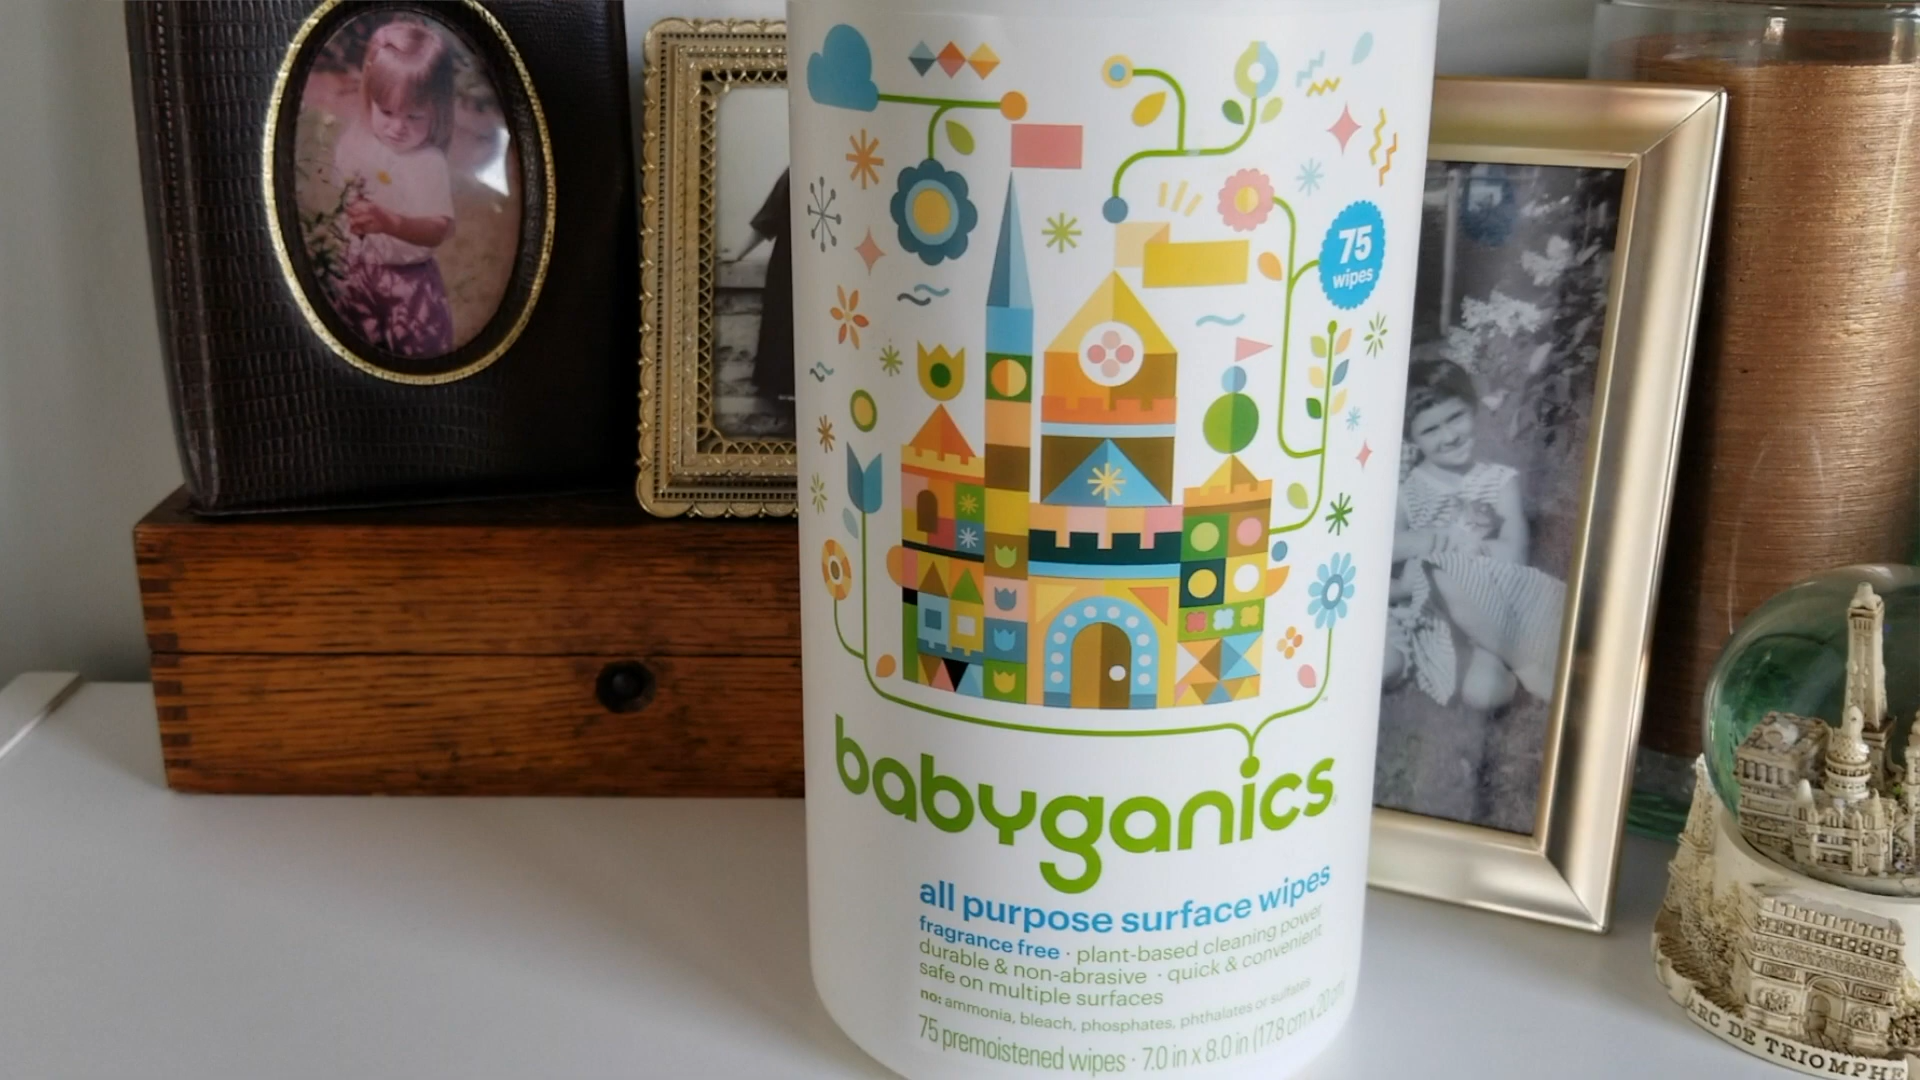 75
wipes
babyganics
all purpose surface wipes
fragrance free · plant-based cleaning power
durable & non-abrasive · quick & convenient
safe on multiple surfaces
no: ammonia, bleach, phosphates, phthalates or sulfates
75 premoistened wipes · 7.0 in x 8.0 in (17.8 cm x 20 cm
ARC DE TRIOMPHE